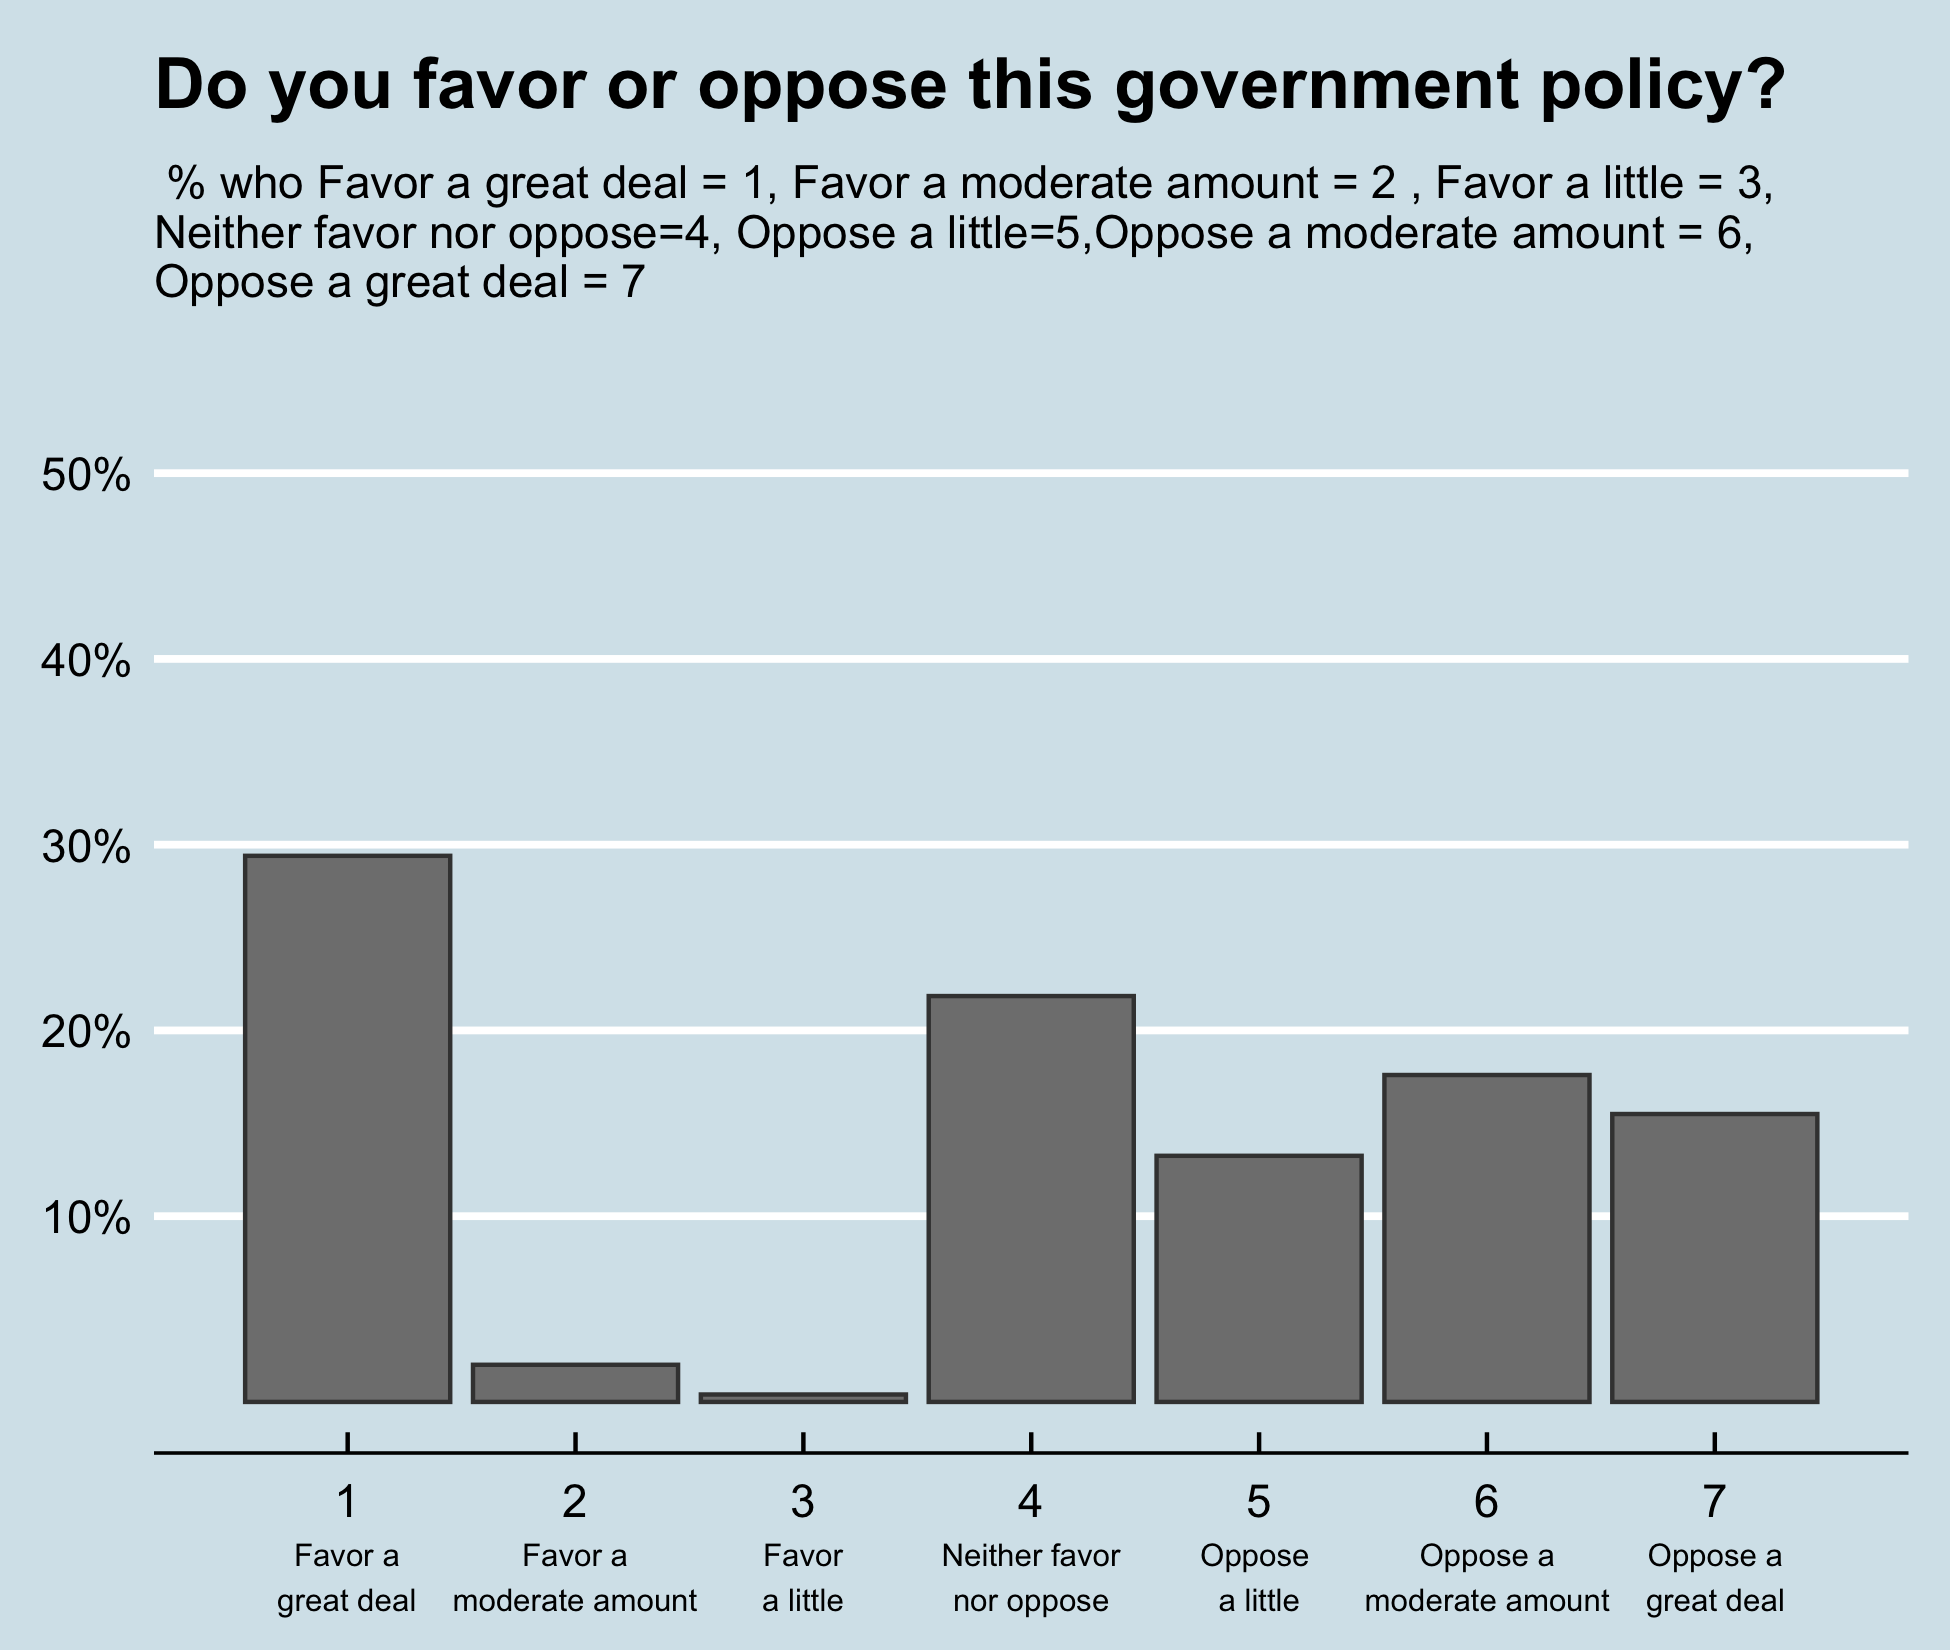 Do you favor or oppose this government policy?
% who Favor a great deal = 1, Favor a moderate amount = 2 , Favor a little = 3,
Neither favor nor oppose=4, Oppose a little=5,Oppose a moderate amount = 6,
Oppose a great deal = 7
50%
40%
30%
20%
10%
1 2 3 4 5 6 7
Favor a Favor a Favor Neither favor Oppose Oppose a Oppose a
great deal moderate amount a little nor oppose a little moderate amount great deal